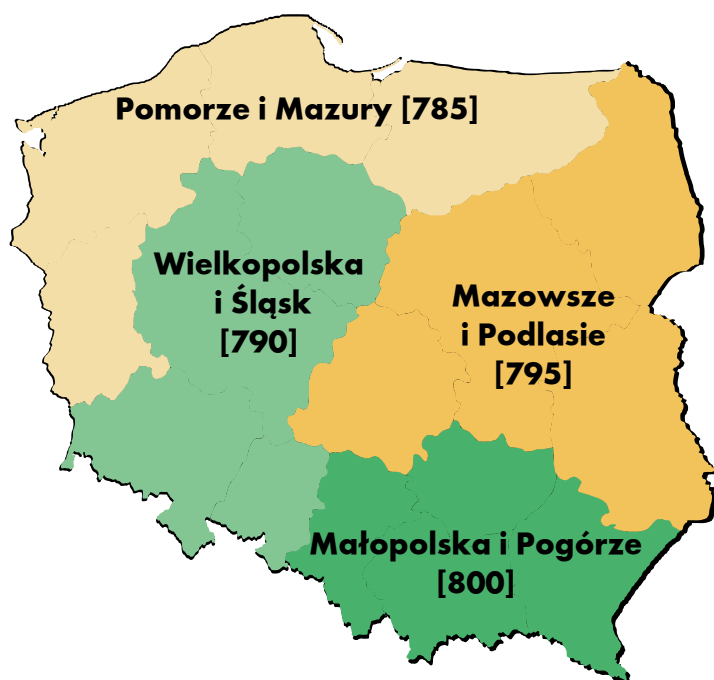 Pomorze i Mazury [785]
Wielkopolska
i Śląsk
[790]
Mazowsze
i Podlasie
[795]
Małopolska i Pogórze
[800]